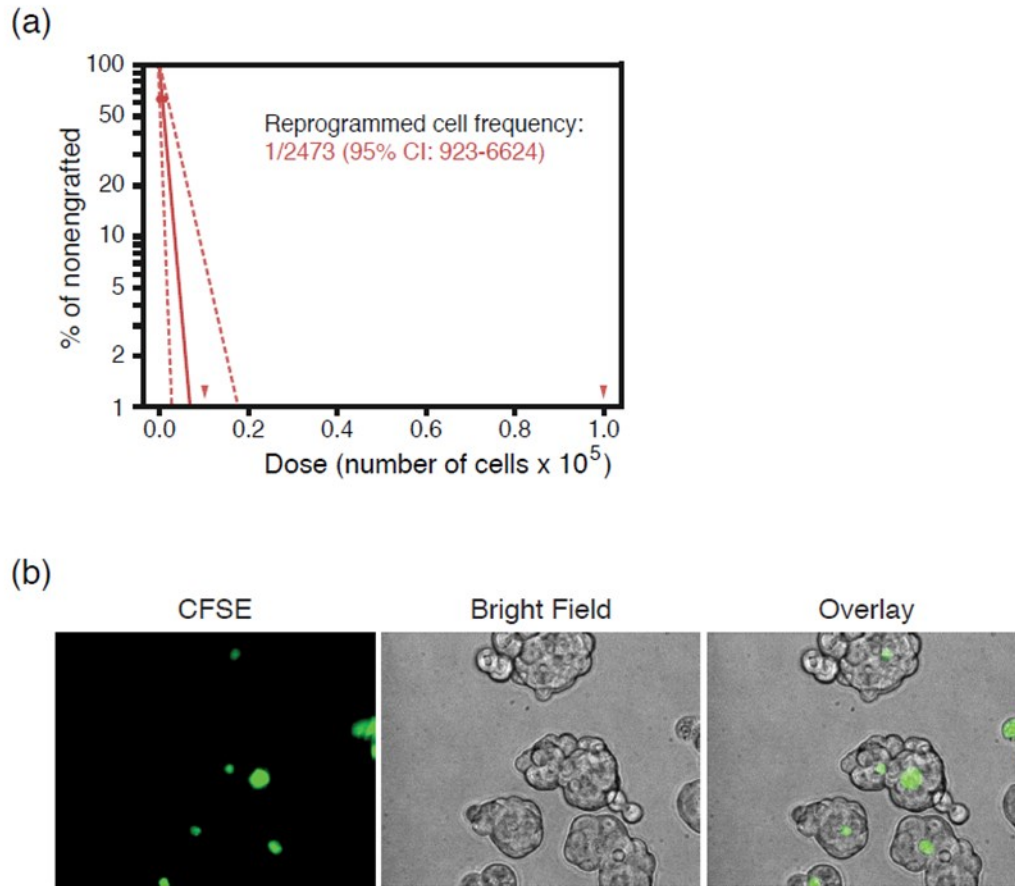 (a)
100
50
20
10
5
2
1
% of nonengrafted
Reprogrammed cell frequency:
1/2473 (95% CI: 923-6624)
0.0 0.2 0.4 0.6 0.8 1.0
Dose (number of cells x 10⁵)
(b)
CFSE Bright Field Overlay